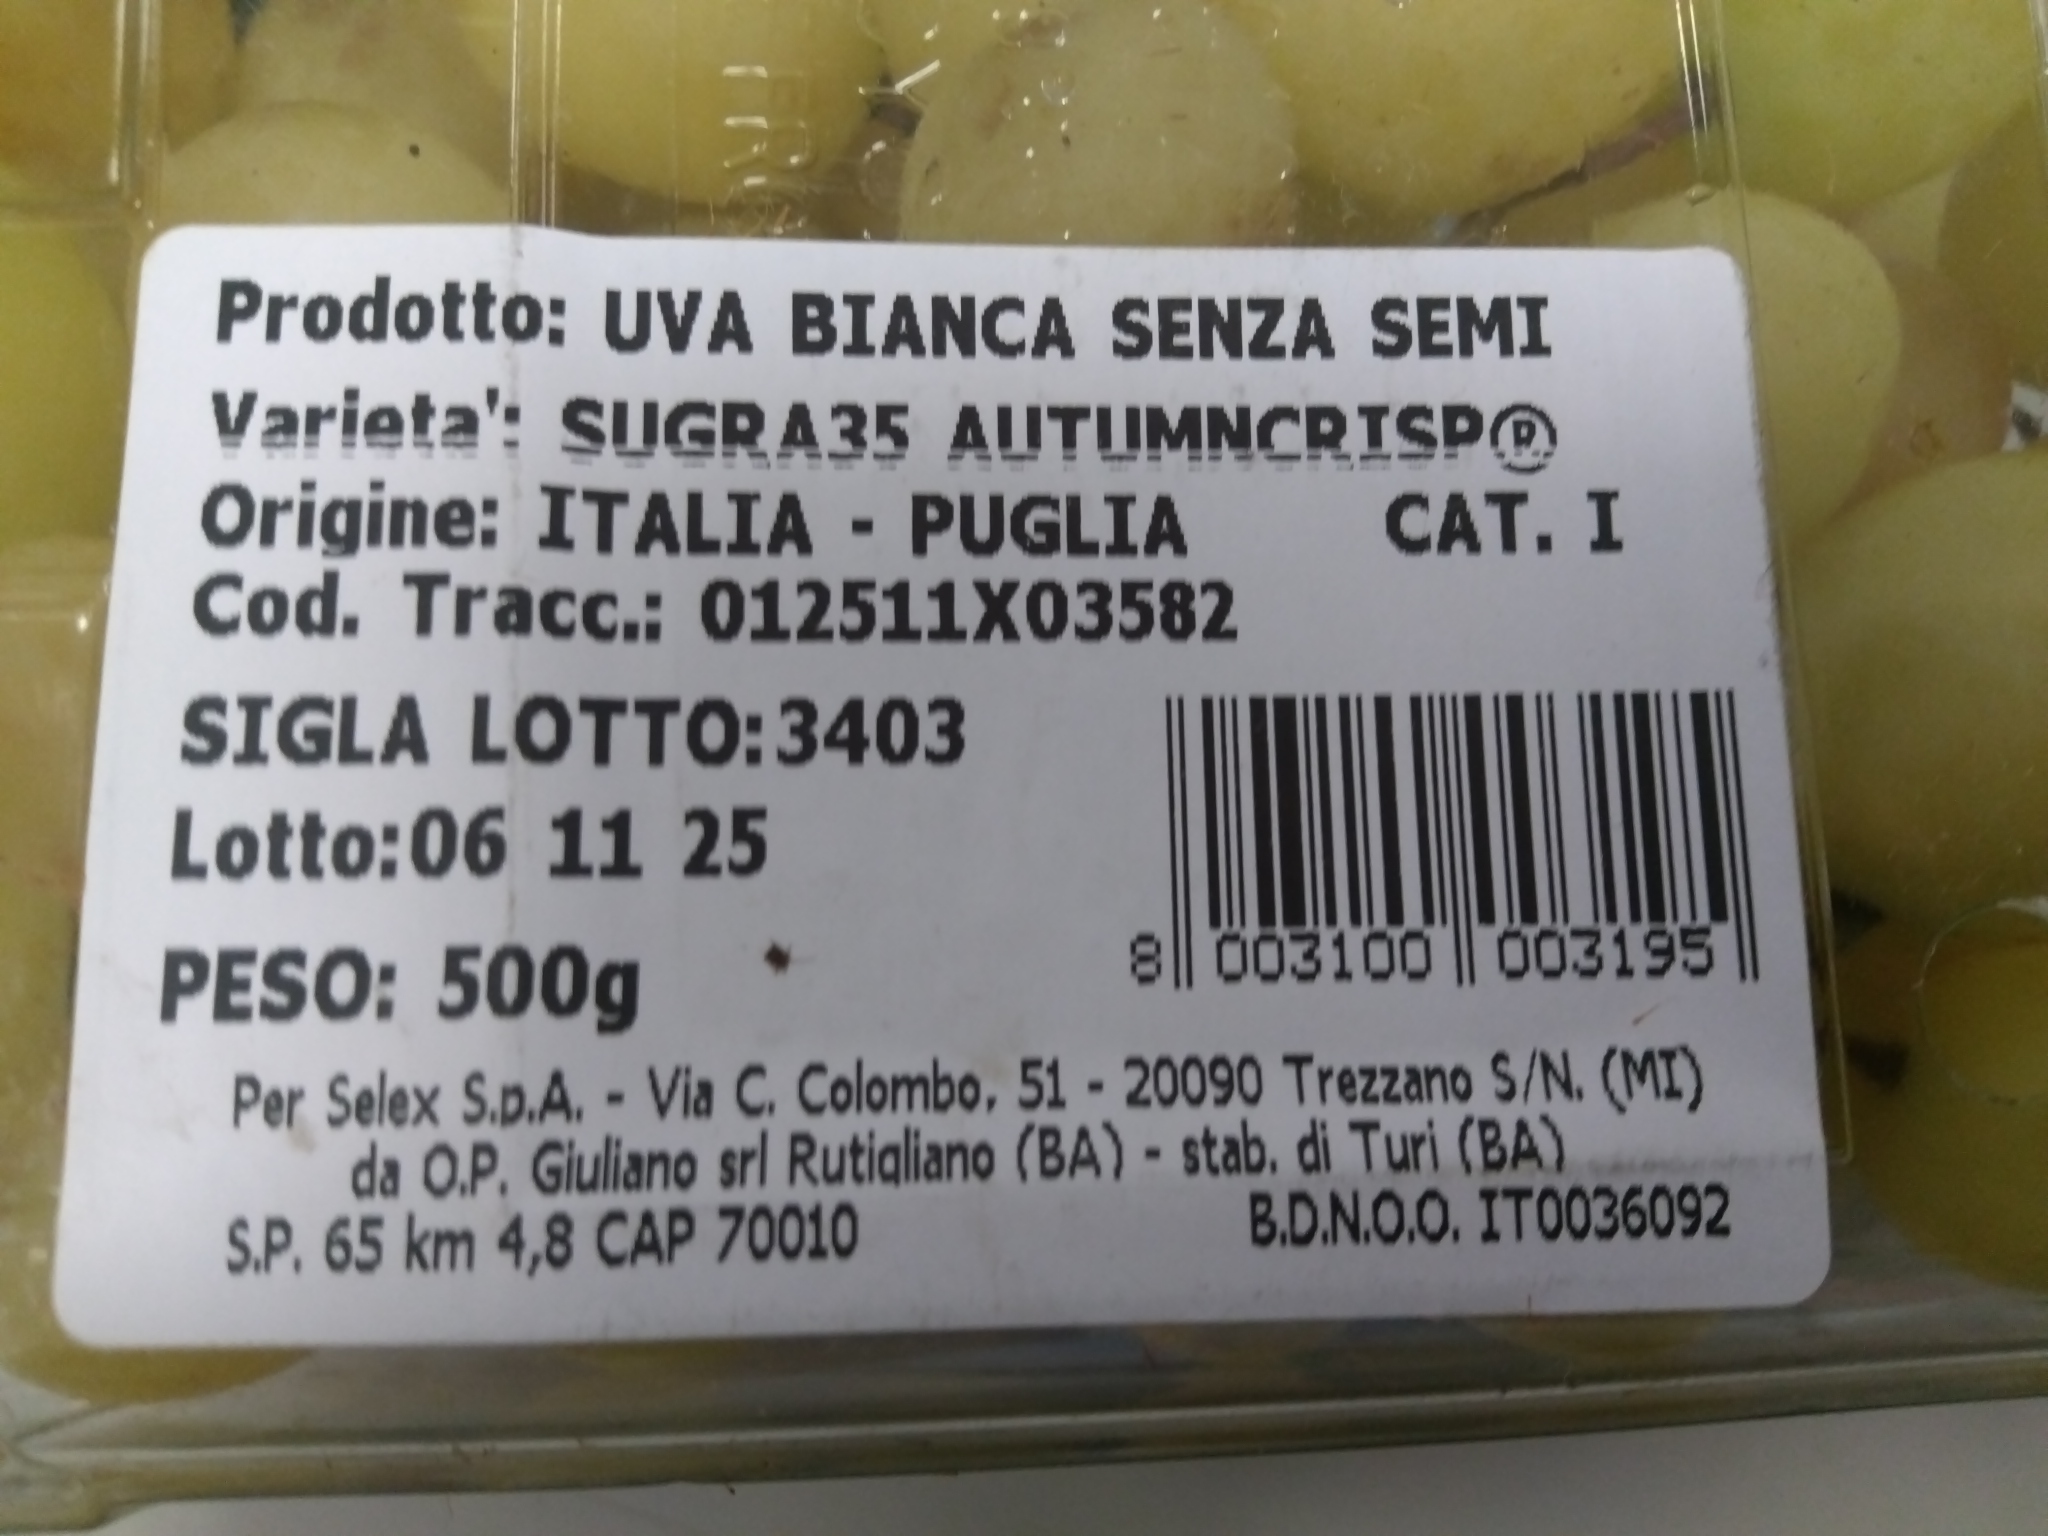 Prodotto: UVA BIANCA SENZA SEMI
Varieta': SUGRA35 AUTUMNCRISP®
Origine: ITALIA - PUGLIA CAT. I
Cod. Tracc.: 012511X03582
SIGLA LOTTO:3403
Lotto:06 11 25
PESO: 500g
8 003100 003195
Per Selex S.p.A. - Via C. Colombo, 51 - 20090 Trezzano S/N. (MI)
da O.P. Giuliano srl Rutigliano (BA) - stab. di Turi (BA)
S.P. 65 km 4,8 CAP 70010 B.D.N.O.O. IT0036092